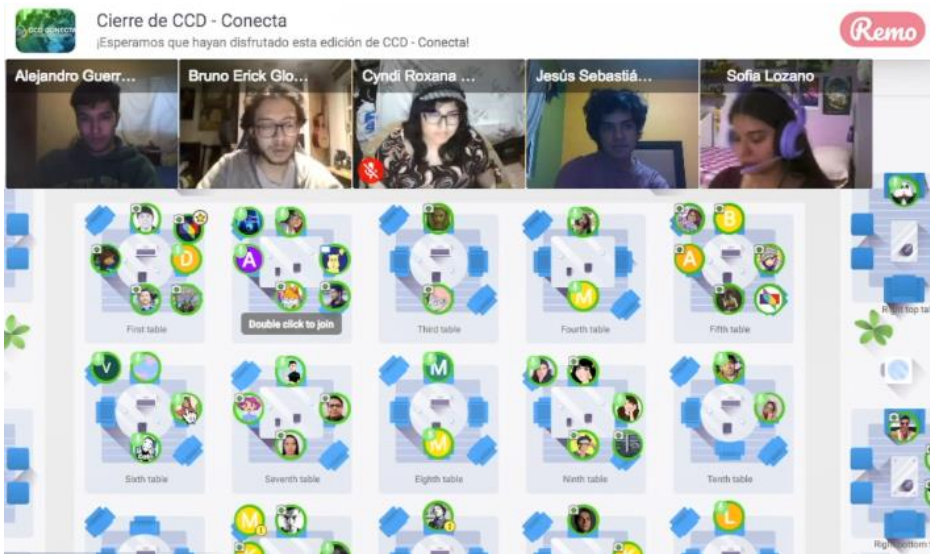 CCD CONECTA
Cierre de CCD - Conecta
¡Esperamos que hayan disfrutado esta edición de CCD - Conecta!
Remo
Alejandro Guerr...
Bruno Erick Glo...
Cyndi Roxana ...
Jesús Sebastiá...
Sofia Lozano
D
A
M
B
A
First table
Double click to join
Third table
Fourth table
Fifth table
Right top ta
V
M
M
Sixth table
Seventh table
Eighth table
Ninth table
Tenth table
M
L
M
Right bottom